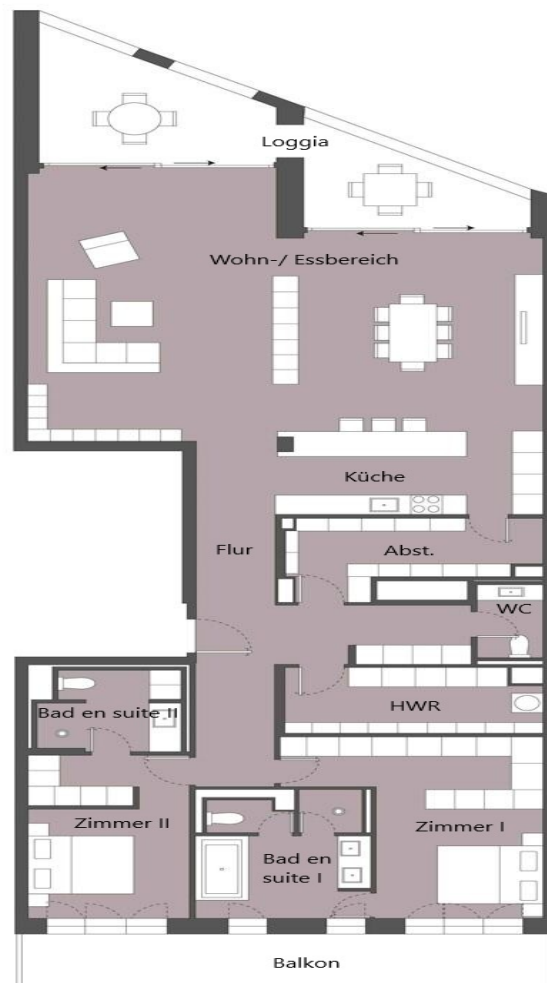 Loggia
Wohn-/ Essbereich
Küche
Flur
Abst.
WC
HWR
Bad en suite II
Zimmer II
Zimmer I
Bad en
suite I
Balkon